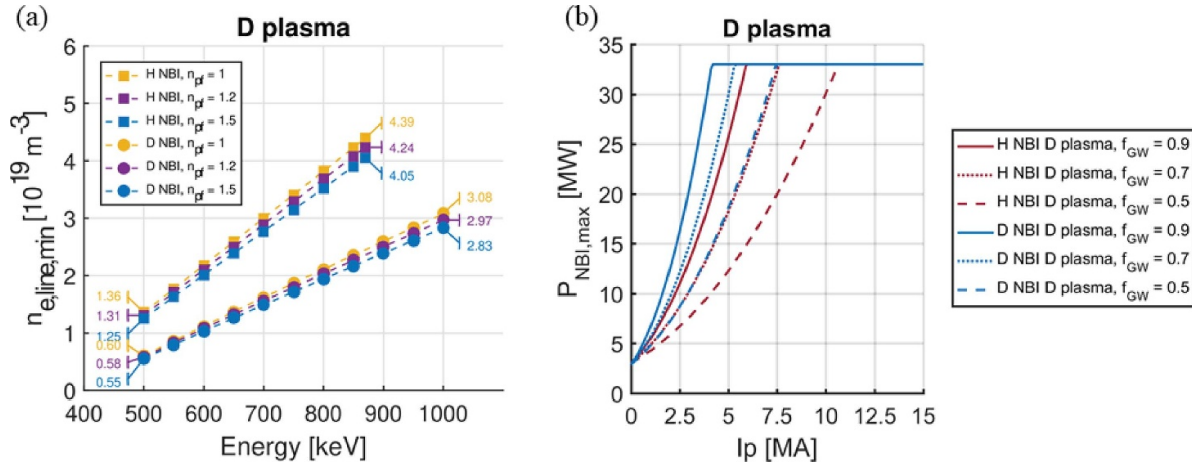 (a)
D plasma
n_e,line,min [10^19 m^-3]
6
5
4
3
2
1
0
H NBI, n_pf = 1
H NBI, n_pf = 1.2
H NBI, n_pf = 1.5
D NBI, n_pf = 1
D NBI, n_pf = 1.2
D NBI, n_pf = 1.5
4.39
4.24
4.05
3.08
2.97
2.83
1.36
1.31
1.25
0.60
0.58
0.55
400 500 600 700 800 900 1000
Energy [keV]
(b)
D plasma
P_NBI,max [MW]
35
30
25
20
15
10
5
0
0 2.5 5 7.5 10 12.5 15
Ip [MA]
H NBI D plasma, f_GW = 0.9
H NBI D plasma, f_GW = 0.7
H NBI D plasma, f_GW = 0.5
D NBI D plasma, f_GW = 0.9
D NBI D plasma, f_GW = 0.7
D NBI D plasma, f_GW = 0.5